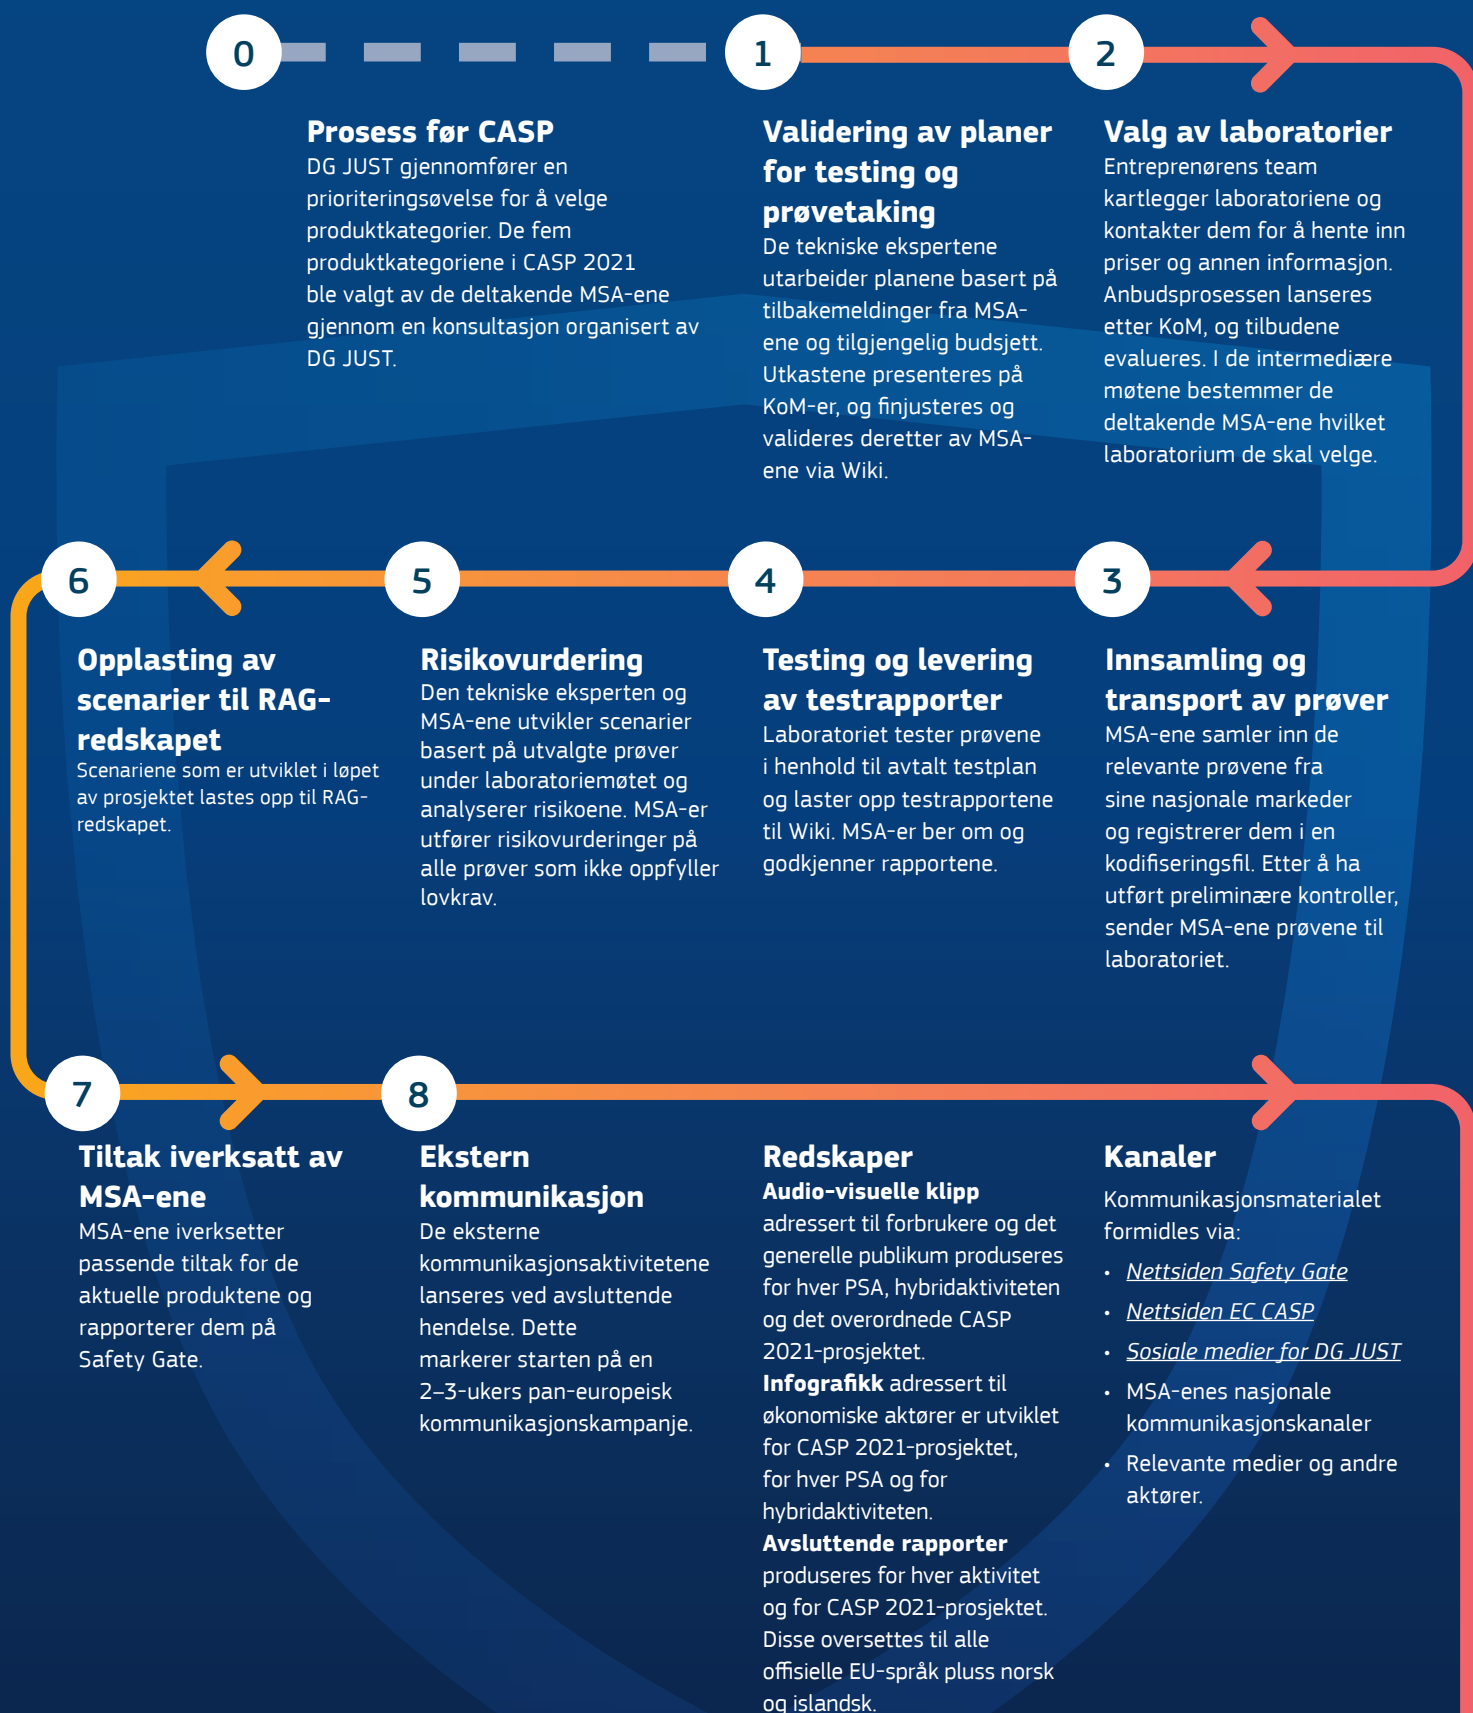 0
Prosess før CASP
DG JUST gjennomfører en
prioriteringsøvelse for å velge
produktkategorier. De fem
produktkategoriene i CASP 2021
ble valgt av de deltakende MSA-ene
gjennom en konsultasjon organisert av
DG JUST.
1
Validering av planer
for testing og
prøvetaking
De tekniske ekspertene
utarbeider planene basert på
tilbakemeldinger fra MSA-
ene og tilgjengelig budsjett.
Utkastene presenteres på
KoM-er, og finjusteres og
valideres deretter av MSA-
ene via Wiki.
2
Valg av laboratorier
Entreprenørens team
kartlegger laboratoriene og
kontakter dem for å hente inn
priser og annen informasjon.
Anbudsprosessen lanseres
etter KoM, og tilbudene
evalueres. I de intermediære
møtene bestemmer de
deltakende MSA-ene hvilket
laboratorium de skal velge.
3
Innsamling og
transport av prøver
MSA-ene samler inn de
relevante prøvene fra
sine nasjonale markeder
og registrerer dem i en
kodifiseringsfil. Etter å ha
utført preliminære kontroller,
sender MSA-ene prøvene til
laboratoriet.
4
Testing og levering
av testrapporter
Laboratoriet tester prøvene
i henhold til avtalt testplan
og laster opp testrapportene
til Wiki. MSA-er ber om og
godkjenner rapportene.
5
Risikovurdering
Den tekniske eksperten og
MSA-ene utvikler scenarier
basert på utvalgte prøver
under laboratoriemøtet og
analyserer risikoene. MSA-er
utfører risikovurderinger på
alle prøver som ikke oppfyller
lovkrav.
6
Opplasting av
scenarier til RAG-
redskapet
Scenariene som er utviklet i løpet
av prosjektet lastes opp til RAG-
redskapet.
7
Tiltak iverksatt av
MSA-ene
MSA-ene iverksetter
passende tiltak for de
aktuelle produktene og
rapporterer dem på
Safety Gate.
8
Ekstern
kommunikasjon
De eksterne
kommunikasjonsaktivitetene
lanseres ved avsluttende
hendelse. Dette
markerer starten på en
2–3-ukers pan-europeisk
kommunikasjonskampanje.
Redskaper
Audio-visuelle klipp
adressert til forbrukere og det
generelle publikum produseres
for hver PSA, hybridaktiviteten
og det overordnede CASP
2021-prosjektet.
Infografikk adressert til
økonomiske aktører er utviklet
for CASP 2021-prosjektet,
for hver PSA og for
hybridaktiviteten.
Avsluttende rapporter
produseres for hver aktivitet
og for CASP 2021-prosjektet.
Disse oversettes til alle
offisielle EU-språk pluss norsk
og islandsk.
Kanaler
Kommunikasjonsmaterialet
formidles via:
• Nettsiden Safety Gate
• Nettsiden EC CASP
• Sosiale medier for DG JUST
• MSA-enes nasjonale
kommunikasjonskanaler
• Relevante medier og andre
aktører.